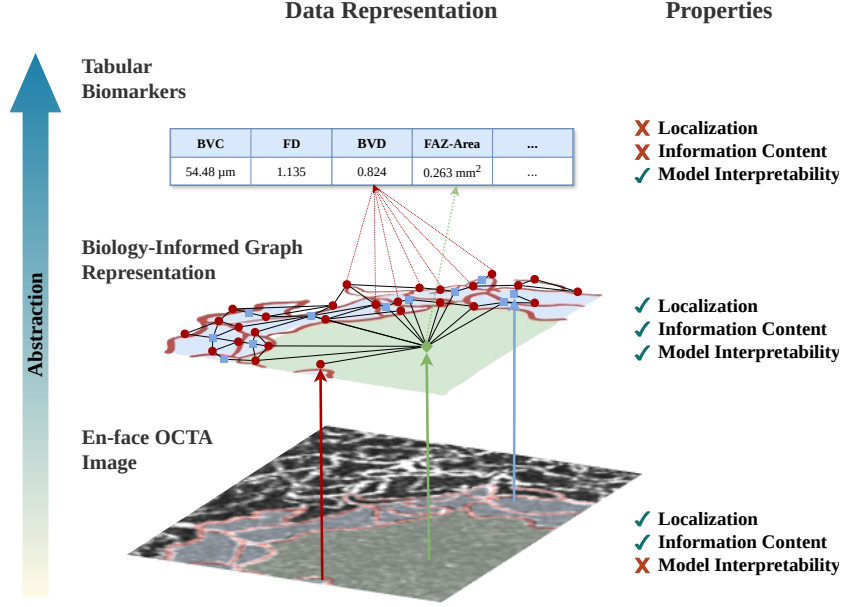 Data Representation
Properties
Tabular
Biomarkers
BVC FD BVD FAZ-Area ...
54.48 µm 1.135 0.824 0.263 mm² ...
✗ Localization
✗ Information Content
✓ Model Interpretability
Biology-Informed Graph
Representation
✓ Localization
✓ Information Content
✓ Model Interpretability
Abstraction
En-face OCTA
Image
✓ Localization
✓ Information Content
✗ Model Interpretability